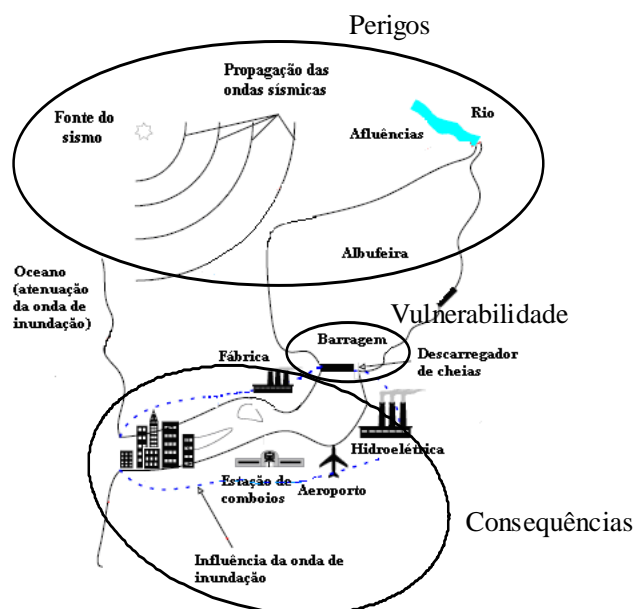 Perigos
Propagação das
ondas sísmicas
Fonte do
sismo
Rio
Afluências
Albufeira
Oceano
(atenuação
da onda de
inundação)
Vulnerabilidade
Barragem
Descarregador
de cheias
Fábrica
Hidroelétrica
Estação de
comboios
Aeroporto
Consequências
Influência da onda de
inundação